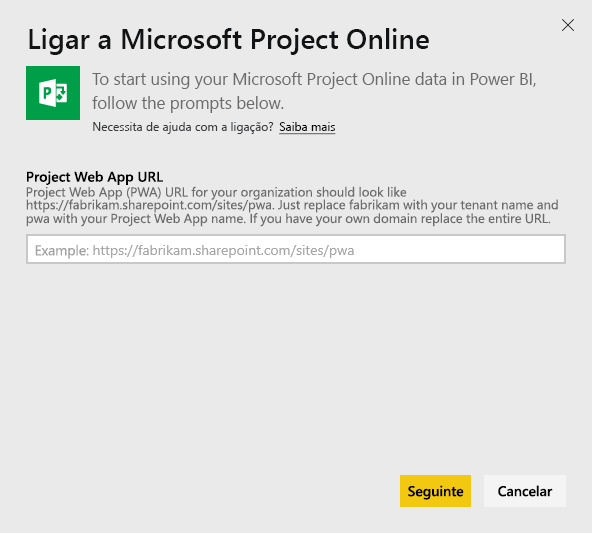 Ligar a Microsoft Project Online
To start using your Microsoft Project Online data in Power BI,
follow the prompts below.
Necessita de ajuda com a ligação? Saiba mais
Project Web App URL
Project Web App (PWA) URL for your organization should look like
https://fabrikam.sharepoint.com/sites/pwa. Just replace fabrikam with your tenant name and
pwa with your Project Web App name. If you have your own domain replace the entire URL.
Example: https://fabrikam.sharepoint.com/sites/pwa
Seguinte Cancelar